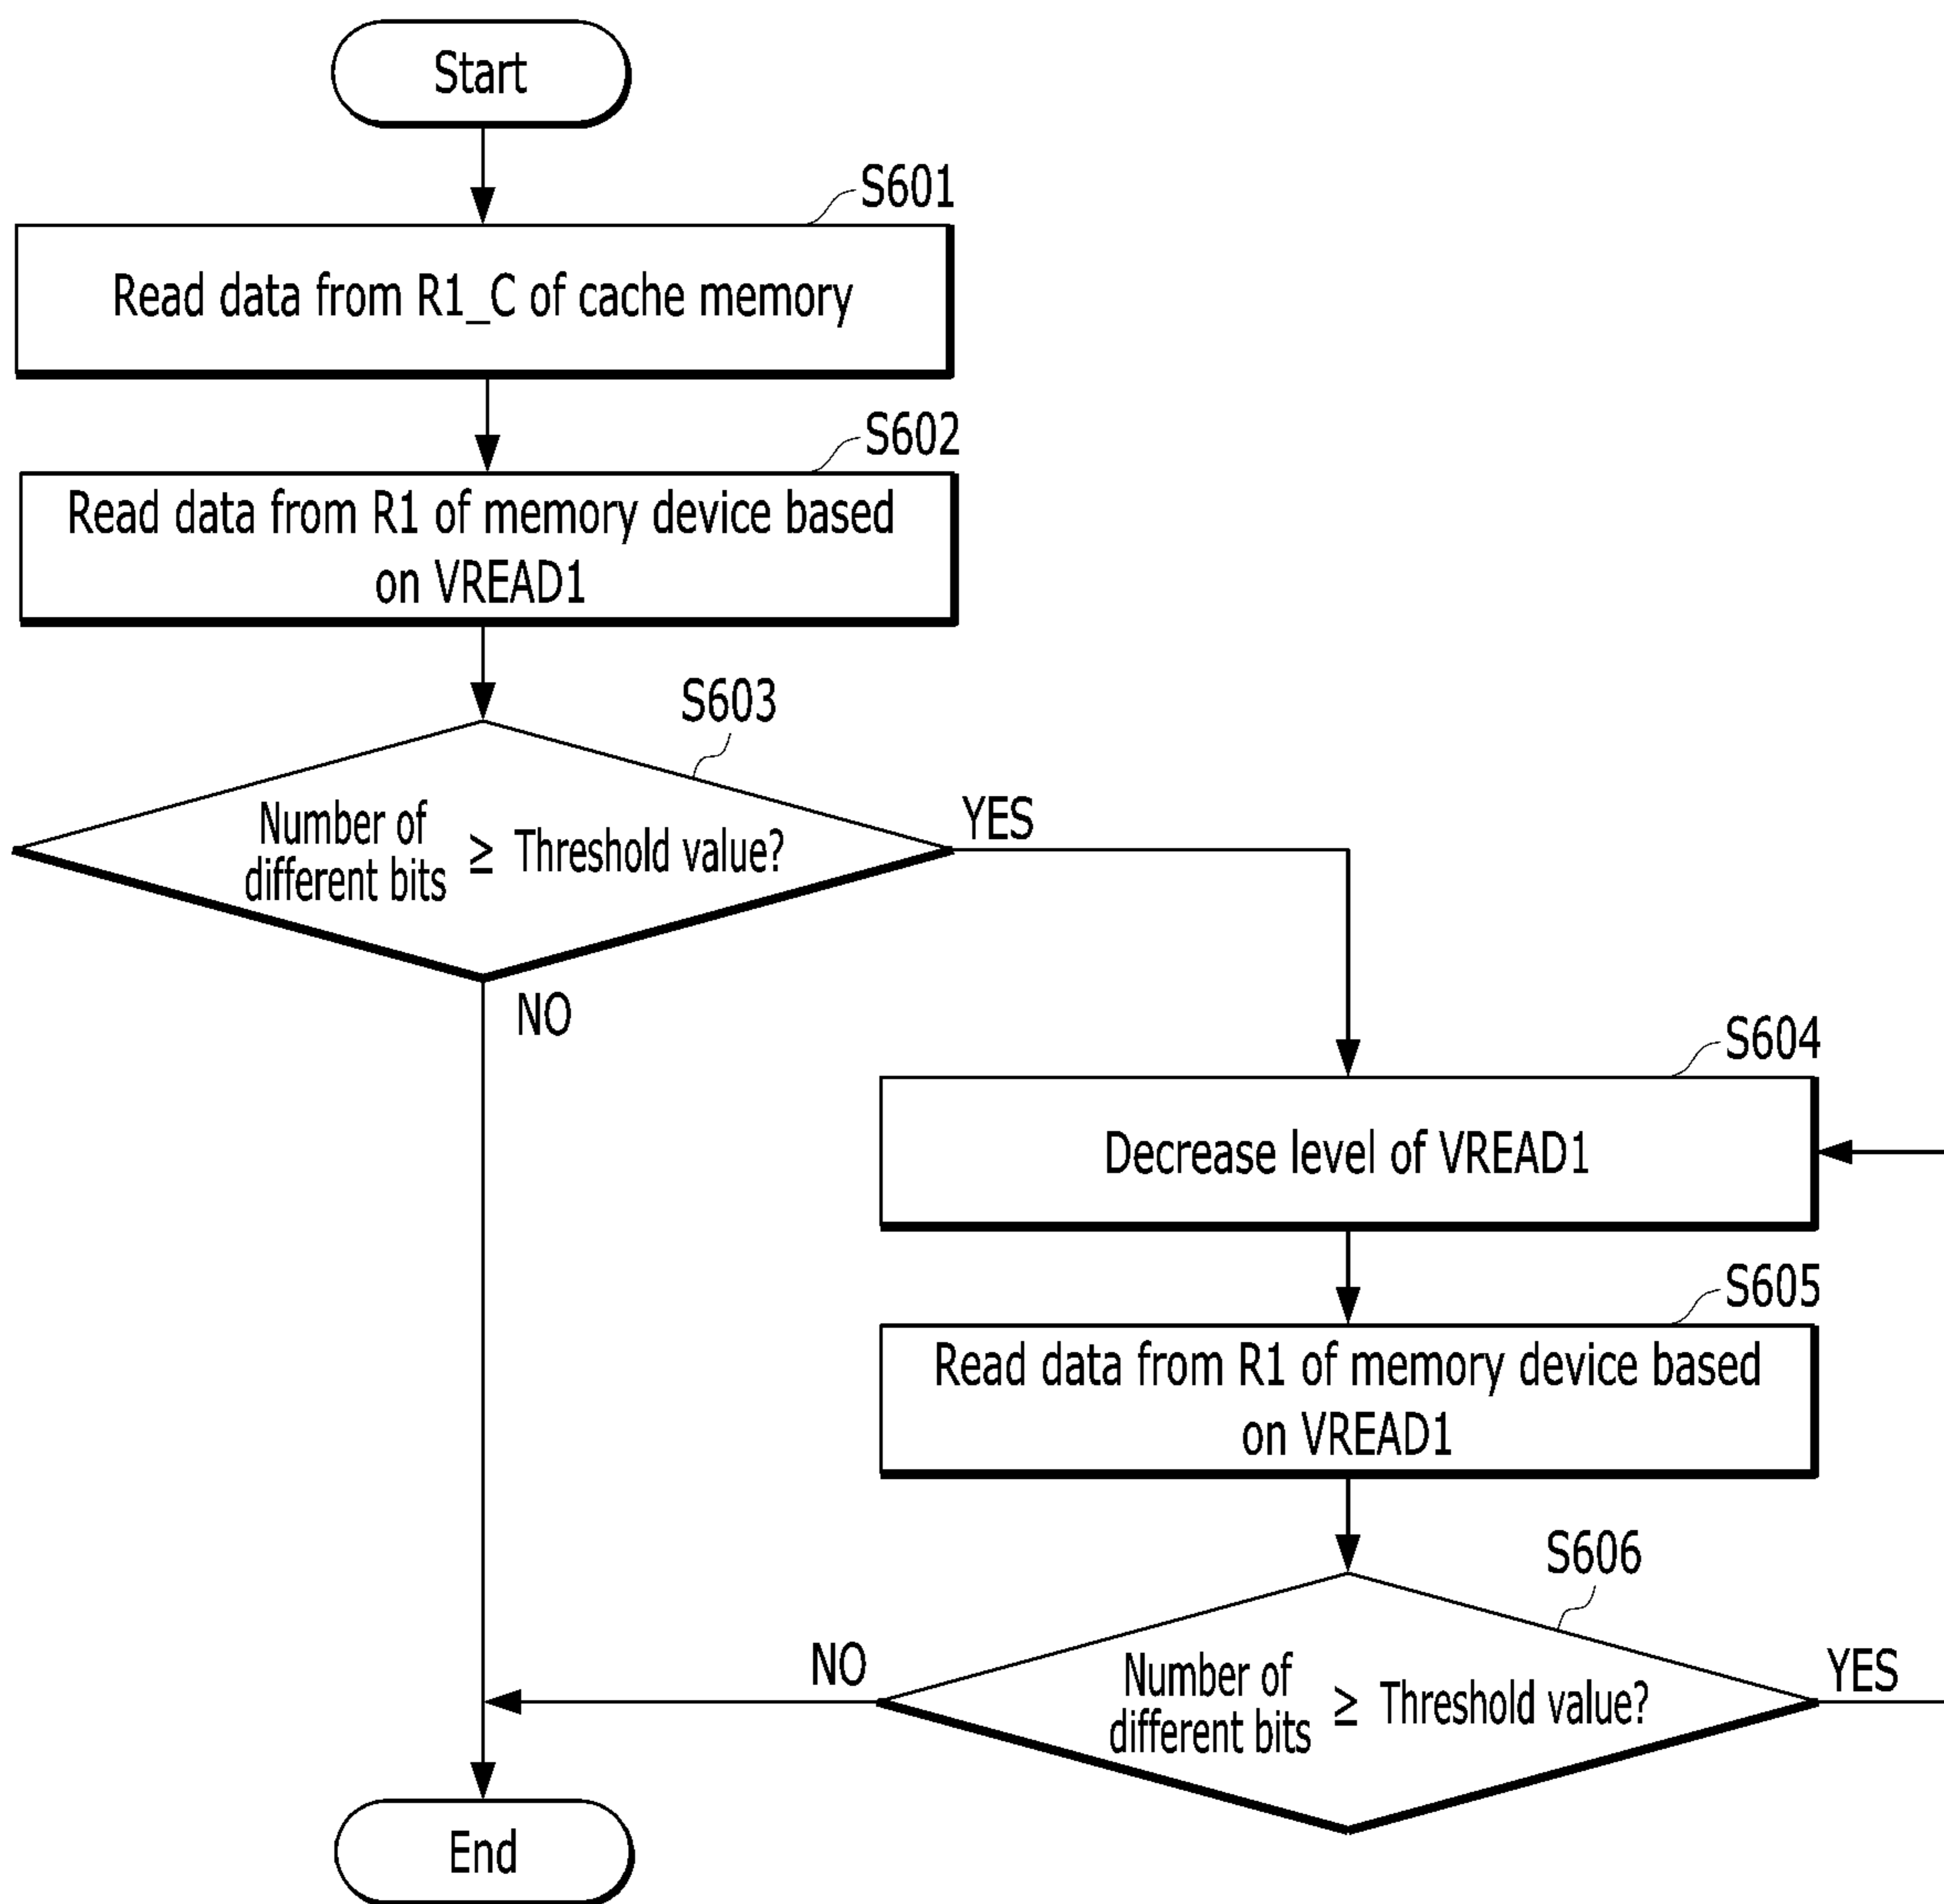 Start
S601
Read data from R1_C of cache memory
S602
Read data from R1 of memory device based
on VREAD1
S603
Number of
different bits ≥ Threshold value?
YES
NO
S604
Decrease level of VREAD1
S605
Read data from R1 of memory device based
on VREAD1
S606
Number of
different bits ≥ Threshold value?
NO
YES
End